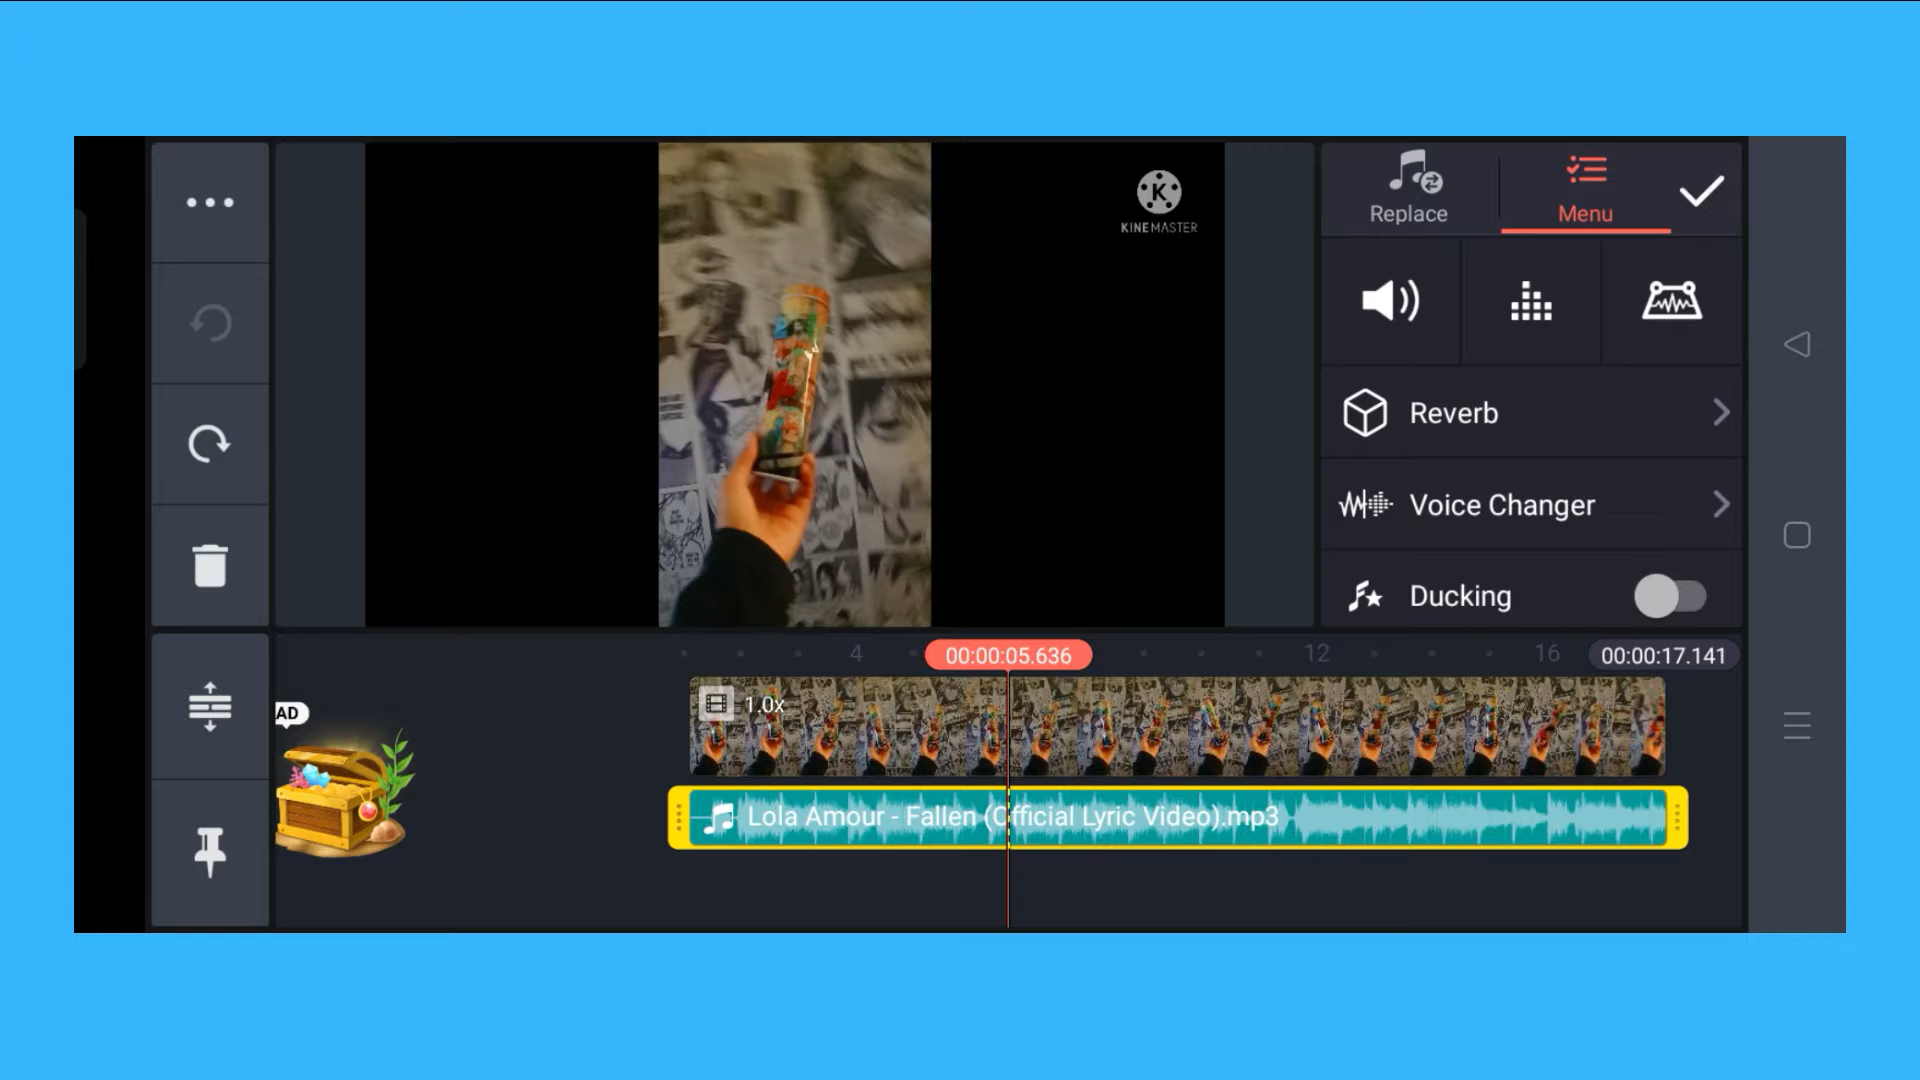 KINEMASTER
Replace
Menu
Reverb
Voice Changer
Ducking
4
00:00:05.636
12
16
00:00:17.141
AD
1.0x
Lola Amour - Fallen (Official Lyric Video).mp3